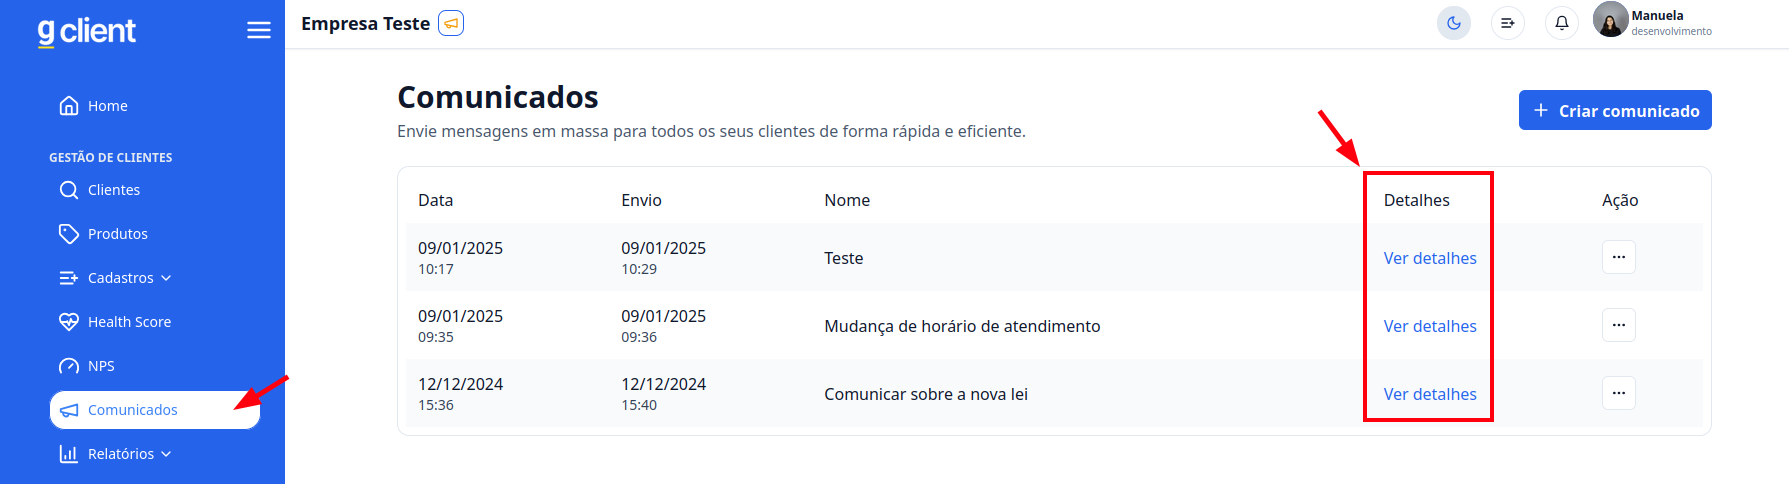 g client
Home
GESTÃO DE CLIENTES
Clientes
Produtos
Cadastros
Health Score
NPS
Comunicados
Relatórios
Empresa Teste
Manuela
desenvolvimento
Comunicados
Envie mensagens em massa para todos os seus clientes de forma rápida e eficiente.
+ Criar comunicado
Data Envio Nome Detalhes Ação
09/01/2025 09/01/2025 Teste Ver detalhes ...
10:17 10:29
09/01/2025 09/01/2025 Mudança de horário de atendimento Ver detalhes ...
09:35 09:36
12/12/2024 12/12/2024 Comunicar sobre a nova lei Ver detalhes ...
15:36 15:40